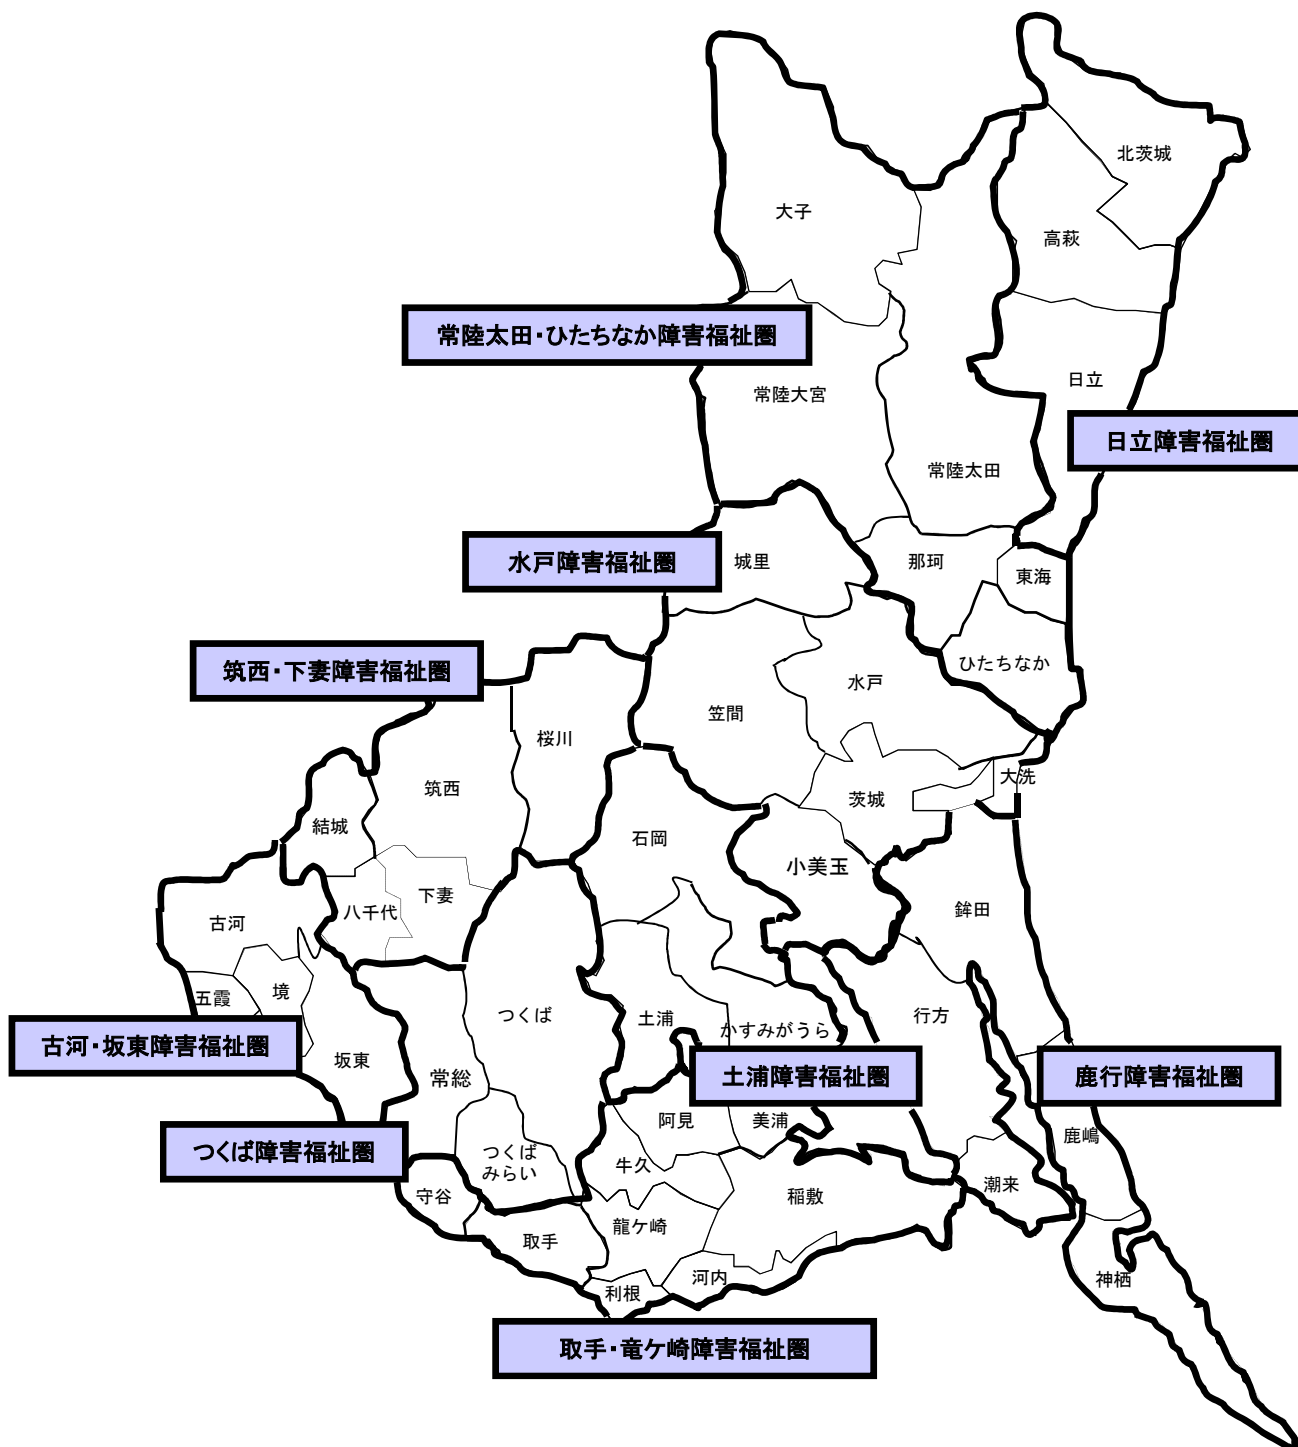 北茨城
大子
高萩
常陸太田・ひたちなか障害福祉圏
日立
常陸大宮
日立障害福祉圏
常陸太田
水戸障害福祉圏
城里
那珂
東海
筑西・下妻障害福祉圏
ひたちなか
水戸
笠間
桜川
大洗
筑西
茨城
結城
石岡
小美玉
下妻
八千代
鉾田
古河
境
五霞
つくば
土浦
行方
かすみがうら
古河・坂東障害福祉圏
坂東
常総
土浦障害福祉圏
鹿行障害福祉圏
阿見
美浦
鹿嶋
つくば障害福祉圏
つくば
みらい
牛久
潮来
守谷
稲敷
龍ケ崎
取手
河内
神栖
利根
取手・竜ケ崎障害福祉圏